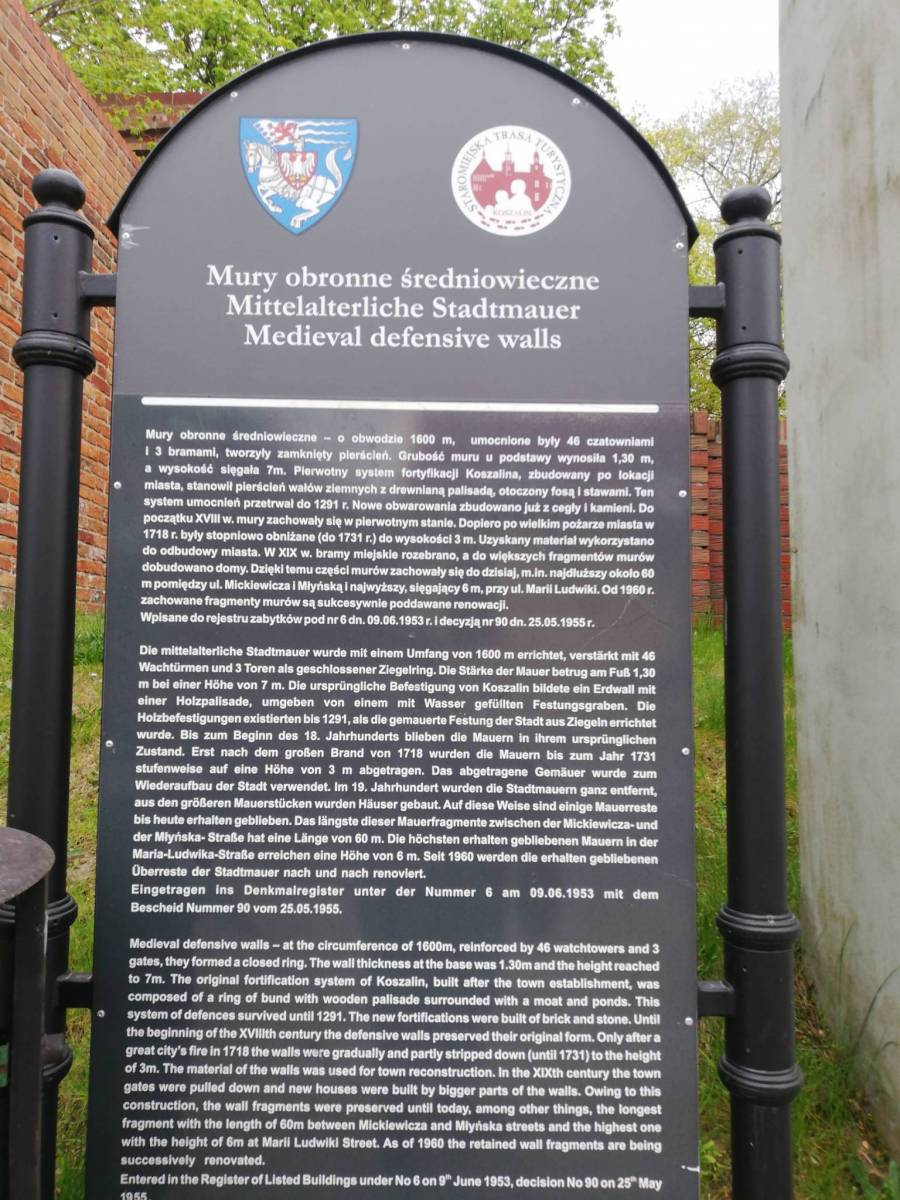 STAROMIEJSKA TRASA TURYSTYCZNA
KOSZALIN
Mury obronne średniowieczne
Mittelalterliche Stadtmauer
Medieval defensive walls
Mury obronne średniowieczne – o obwodzie 1600 m, umocnione były 46 czatowniami
i 3 bramami, tworzyły zamknięty pierścień. Grubość muru u podstawy wynosiła 1,30 m,
a wysokość sięgała 7m. Pierwotny system fortyfikacji Koszalina, zbudowany po lokacji
miasta, stanowił pierścień wałów ziemnych z drewnianą palisadą, otoczony fosą i stawami. Ten
system umocnień przetrwał do 1291 r. Nowe obwarowania zbudowano już z cegły i kamieni. Do
początku XVIII w. mury zachowały się w pierwotnym stanie. Dopiero po wielkim pożarze miasta w
1718 r. były stopniowo obniżane (do 1731 r.) do wysokości 3 m. Uzyskany materiał wykorzystano
do odbudowy miasta. W XIX w. bramy miejskie rozebrano, a do większych fragmentów murów
dobudowano domy. Dzięki temu części murów zachowały się do dzisiaj, m.in. najdłuższy około 60
m pomiędzy ul. Mickiewicza i Młyńską i najwyższy, sięgający 6 m, przy ul. Marii Ludwiki. Od 1960 r.
zachowane fragmenty murów są sukcesywnie poddawane renowacji.
Wpisane do rejestru zabytków pod nr 6 dn. 09.06.1953 r. i decyzją nr 90 dn. 25.05.1955 r.
Die mittelalterliche Stadtmauer wurde mit einem Umfang von 1600 m errichtet, verstärkt mit 46
Wachtürmen und 3 Toren als geschlossener Ziegelring. Die Stärke der Mauer betrug am Fuß 1,30
m bei einer Höhe von 7 m. Die ursprüngliche Befestigung von Koszalin bildete ein Erdwall mit
einer Holzpalisade, umgeben von einem mit Wasser gefüllten Festungsgraben. Die
Holzbefestigungen existierten bis 1291, als die gemauerte Festung der Stadt aus Ziegeln errichtet
wurde. Bis zum Beginn des 18. Jahrhunderts blieben die Mauern in ihrem ursprünglichen
Zustand. Erst nach dem großen Brand von 1718 wurden die Mauern bis zum Jahr 1731
stufenweise auf eine Höhe von 3 m abgetragen. Das abgetragene Gemäuer wurde zum
Wiederaufbau der Stadt verwendet. Im 19. Jahrhundert wurden die Stadtmauern ganz entfernt,
aus den größeren Mauerstücken wurden Häuser gebaut. Auf diese Weise sind einige Mauerreste
bis heute erhalten geblieben. Das längste dieser Mauerfragmente zwischen der Mickiewicza- und
der Młyńska- Straße hat eine Länge von 60 m. Die höchsten erhalten gebliebenen Mauern in der
Maria-Ludwika-Straße erreichen eine Höhe von 6 m. Seit 1960 werden die erhalten gebliebenen
Überreste der Stadtmauer nach und nach renoviert.
Eingetragen ins Denkmalregister unter der Nummer 6 am 09.06.1953 mit dem
Bescheid Nummer 90 vom 25.05.1955.
Medieval defensive walls – at the circumference of 1600m, reinforced by 46 watchtowers and 3
gates, they formed a closed ring. The wall thickness at the base was 1.30m and the height reached
to 7m. The original fortification system of Koszalin, built after the town establishment, was
composed of a ring of bund with wooden palisade surrounded with a moat and ponds. This
system of defences survived until 1291. The new fortifications were built of brick and stone. Until
the beginning of the XVIIIth century the defensive walls preserved their original form. Only after a
great city's fire in 1718 the walls were gradually and partly stripped down (until 1731) to the height
of 3m. The material of the walls was used for town reconstruction. In the XIXth century the town
gates were pulled down and new houses were built by bigger parts of the walls. Owing to this
construction, the wall fragments were preserved until today, among other things, the longest
fragment with the length of 60m between Mickiewicza and Młyńska streets and the highest one
with the height of 6m at Marii Ludwiki Street. As of 1960 the retained wall fragments are being
successively renovated.
Entered in the Register of Listed Buildings under No 6 on 9th June 1953, decision No 90 on 25th May
1955.